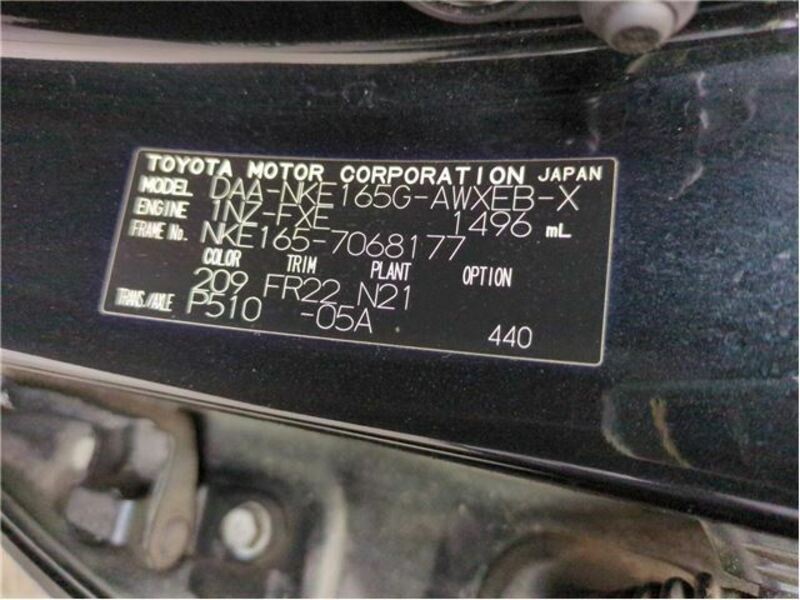 TOYOTA MOTOR CORPORATION JAPAN
MODEL DAA-NKE165G-AWXEB-X
ENGINE 1NZ-FXE 1496 mL
FRAME No. NKE165-7068177
COLOR TRIM PLANT OPTION
209 FR22 N21
TRANS./AXLE P510 -05A 440